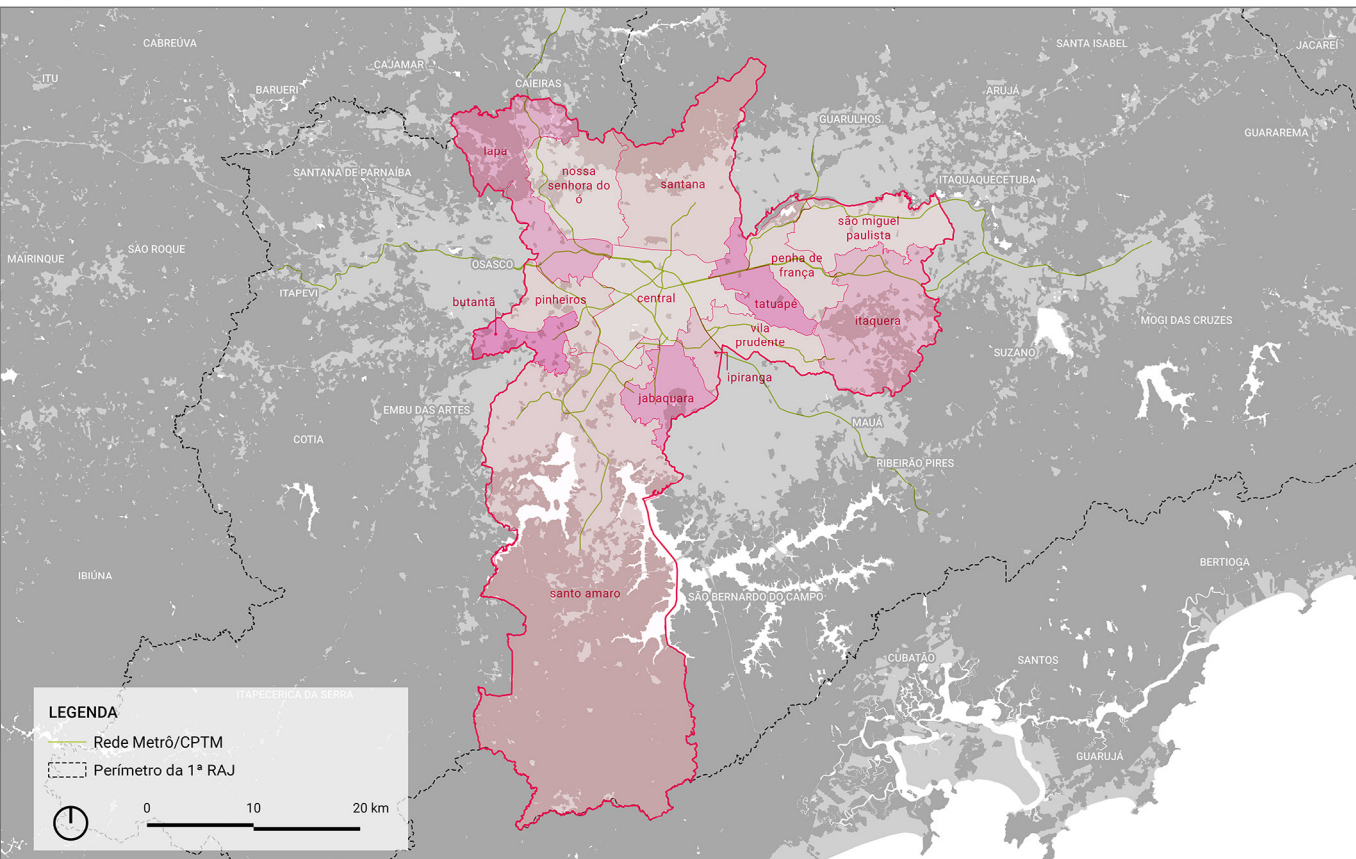 CABREÚVA
SANTA ISABEL
JACAREÍ
CAJAMAR
ITU
CAIEIRAS
BARUERI
ARUJÁ
GUARULHOS
GUARAREMA
lapa
SANTANA DE PARNAÍBA
nossa
senhora do
ó
santana
ITAQUAQUECETUBA
são miguel
paulista
SÃO ROQUE
MAIRINQUE
OSASCO
penha de
frança
ITAPEVI
butantã
pinheiros
central
tatuapé
itaquera
MOGI DAS CRUZES
vila
prudente
SUZANO
ipiranga
jabaquara
EMBU DAS ARTES
MAUÁ
COTIA
RIBEIRÃO PIRES
BERTIOGA
IBIÚNA
santo amaro
SÃO BERNARDO DO CAMPO
CUBATÃO
SANTOS
ITAPECERICA DA SERRA
GUARUJÁ
LEGENDA
Rede Metrô/CPTM
Perímetro da 1ª RAJ
0 10 20 km